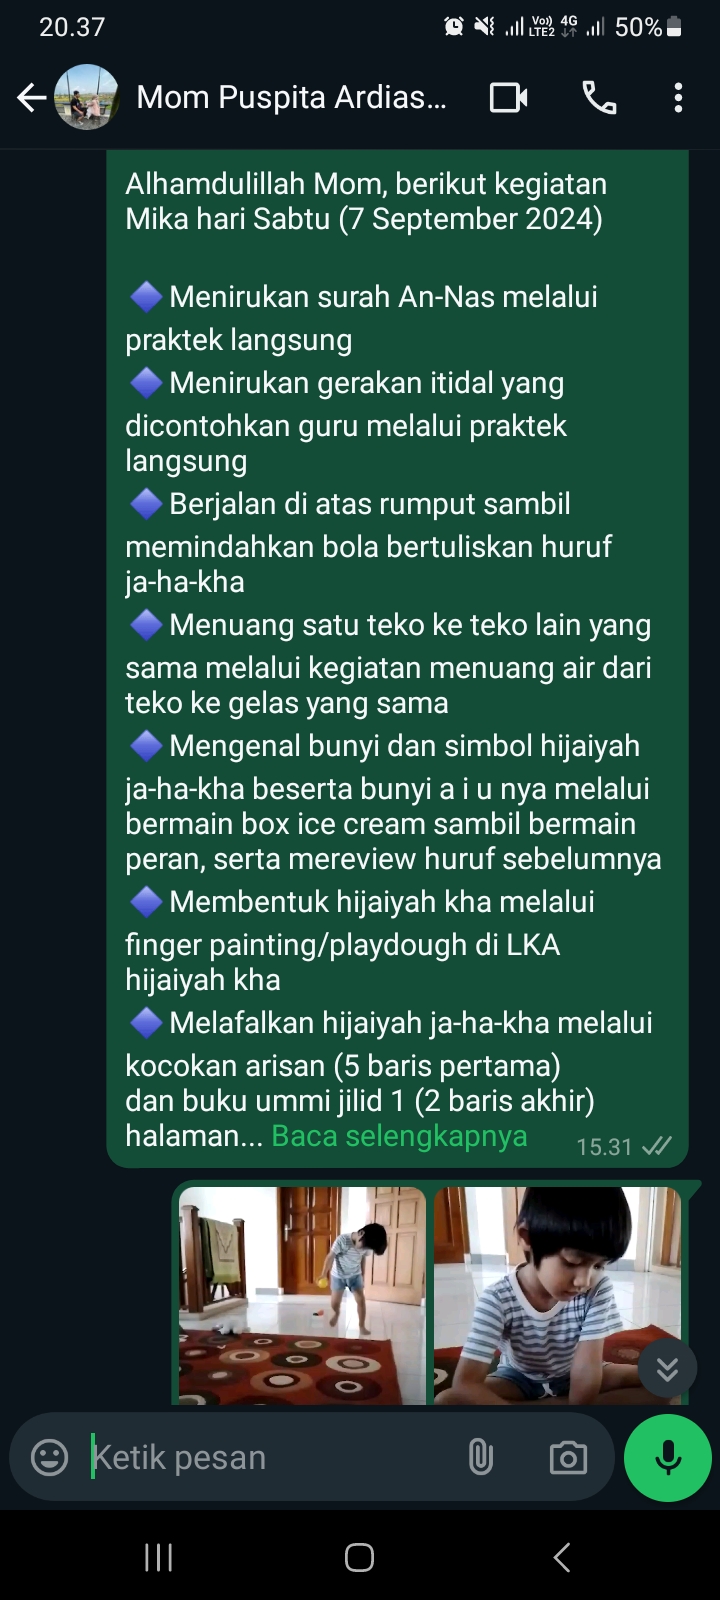 20.37
Vo)) 4G
LTE2
50%
Mom Puspita Ardias...
Alhamdulillah Mom, berikut kegiatan
Mika hari Sabtu (7 September 2024)
Menirukan surah An-Nas melalui
praktek langsung
Menirukan gerakan itidal yang
dicontohkan guru melalui praktek
langsung
Berjalan di atas rumput sambil
memindahkan bola bertuliskan huruf
ja-ha-kha
Menuang satu teko ke teko lain yang
sama melalui kegiatan menuang air dari
teko ke gelas yang sama
Mengenal bunyi dan simbol hijaiyah
ja-ha-kha beserta bunyi a i u nya melalui
bermain box ice cream sambil bermain
peran, serta mereview huruf sebelumnya
Membentuk hijaiyah kha melalui
finger painting/playdough di LKA
hijaiyah kha
Melafalkan hijaiyah ja-ha-kha melalui
kocokan arisan (5 baris pertama)
dan buku ummi jilid 1 (2 baris akhir)
halaman... Baca selengkapnya
15.31
Ketik pesan